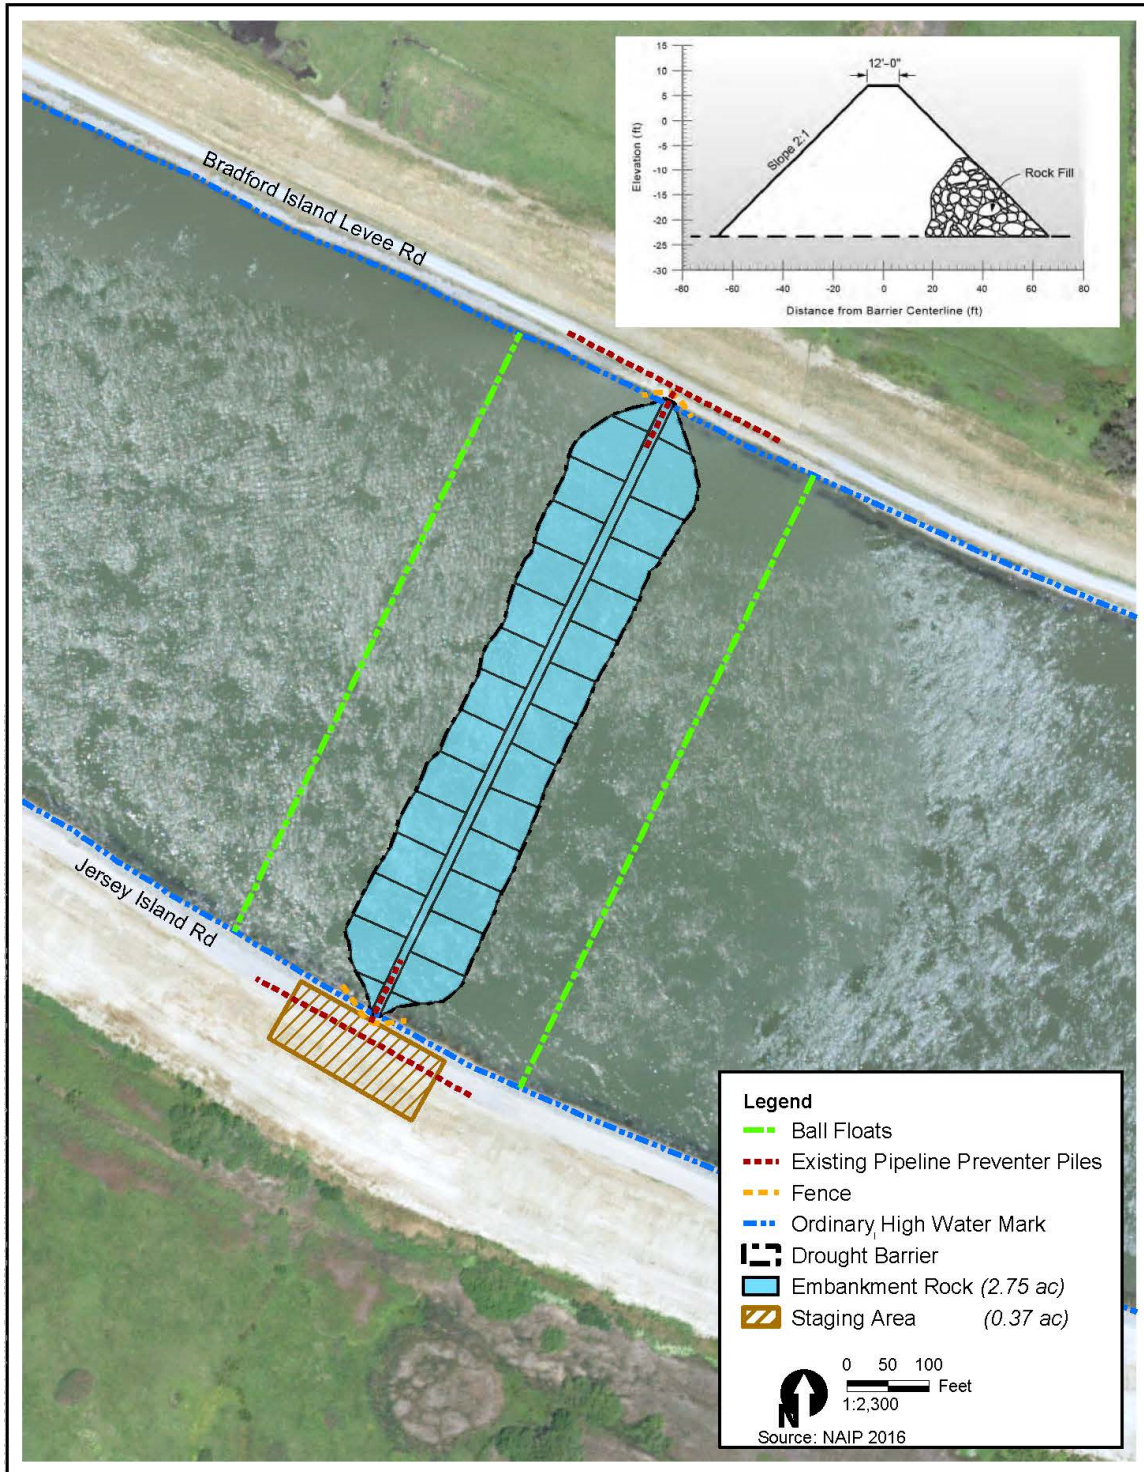 15
10
5
0
-5
-10
-15
-20
-25
-30
Elevation (ft)
12'-0"
Slope 2:1
Rock Fill
-80 -60 -40 -20 0 20 40 60 80
Distance from Barrier Centerline (ft)
Bradford Island Levee Rd
Jersey Island Rd
Legend
Ball Floats
Existing Pipeline Preventer Piles
Fence
Ordinary High Water Mark
Drought Barrier
Embankment Rock (2.75 ac)
Staging Area (0.37 ac)
0 50 100
Feet
1:2,300
N
Source: NAIP 2016